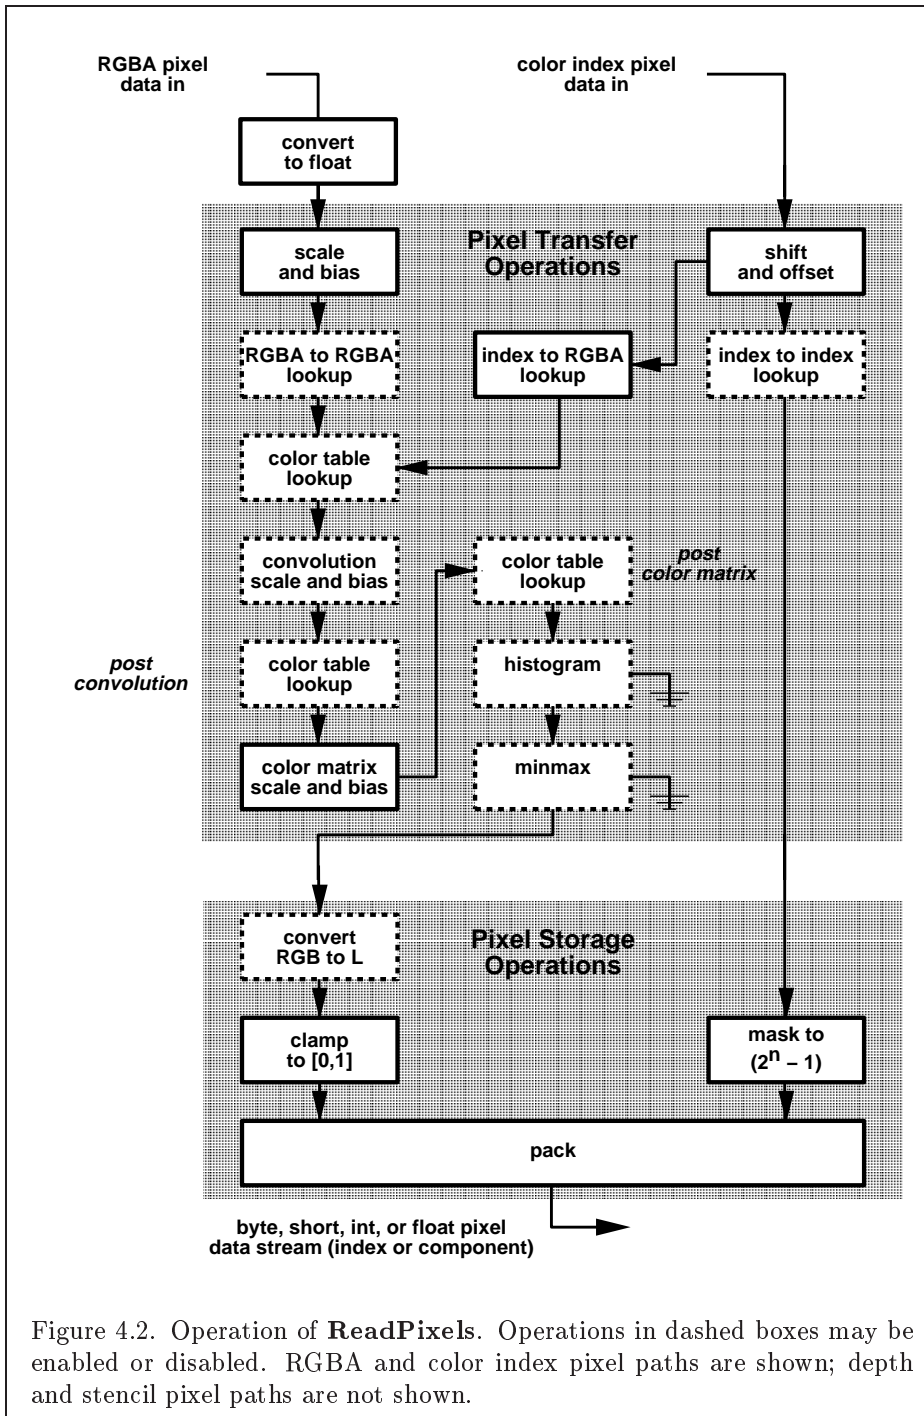 RGBA pixel
data in
color index pixel
data in
convert
to float
Pixel Transfer
Operations
scale
and bias
shift
and offset
RGBA to RGBA
lookup
index to RGBA
lookup
index to index
lookup
color table
lookup
convolution
scale and bias
color table
lookup
post
color matrix
post
convolution
color table
lookup
histogram
color matrix
scale and bias
minmax
Pixel Storage
Operations
convert
RGB to L
clamp
to [0,1]
mask to
(2^n – 1)
pack
byte, short, int, or float pixel
data stream (index or component)
Figure 4.2. Operation of ReadPixels. Operations in dashed boxes may be
enabled or disabled. RGBA and color index pixel paths are shown; depth
and stencil pixel paths are not shown.